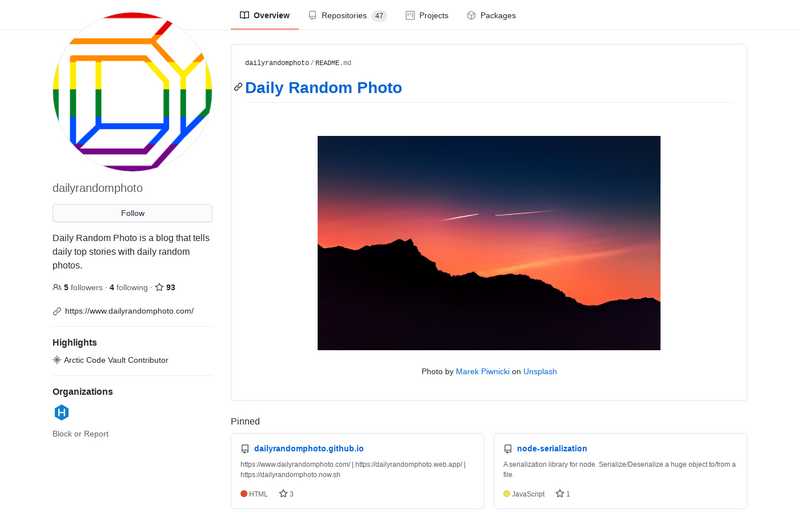 Overview
Repositories 47
Projects
Packages
dailyrandomphoto
Follow
Daily Random Photo is a blog that tells
daily top stories with daily random
photos.
5 followers · 4 following · 93
https://www.dailyrandomphoto.com/
Highlights
Arctic Code Vault Contributor
Organizations
H
Block or Report
dailyrandomphoto / README.md
Daily Random Photo
Photo by Marek Piwnicki on Unsplash
Pinned
dailyrandomphoto.github.io
https://www.dailyrandomphoto.com/ | https://dailyrandomphoto.web.app/ |
https://dailyrandomphoto.now.sh
HTML 3
node-serialization
A serialization library for node. Serialize/Deserialize a huge object to/from a
file.
JavaScript 1